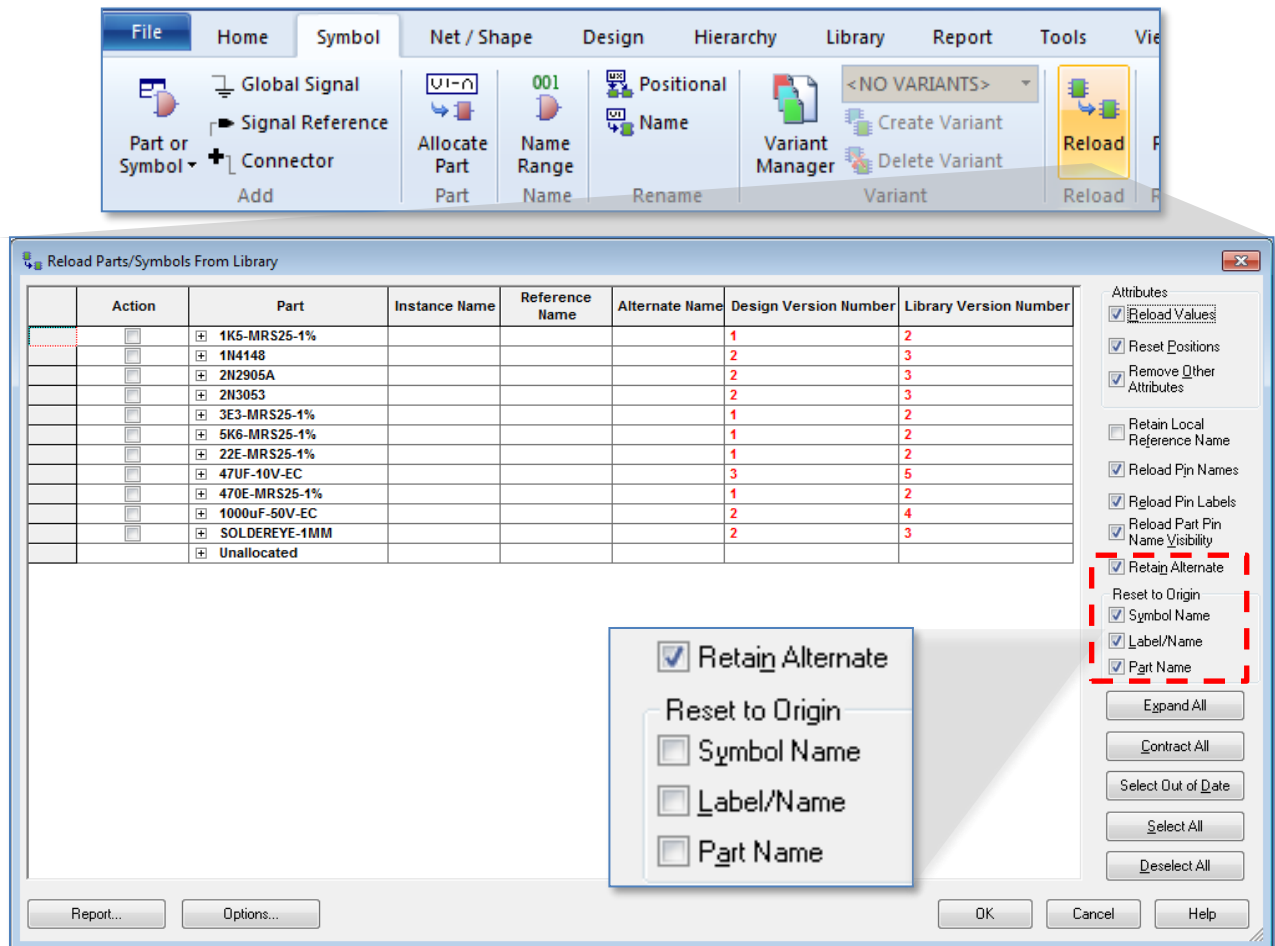 File Home Symbol Net / Shape Design Hierarchy Library Report Tools
Global Signal
Signal Reference
Connector
Part or
Symbol
Add
Allocate
Part
Part
001
Name
Range
Name
Positional
Name
Rename
Variant
Manager
<NO VARIANTS>
Create Variant
Delete Variant
Variant
Reload
Reload
Reload Parts/Symbols From Library
Action Part Instance Name Reference Name Alternate Name Design Version Number Library Version Number
1K5-MRS25-1% 1 2
1N4148 2 3
2N2905A 2 3
2N3053 2 3
3E3-MRS25-1% 1 2
5K6-MRS25-1% 1 2
22E-MRS25-1% 1 2
47UF-10V-EC 3 5
470E-MRS25-1% 1 2
1000uF-50V-EC 2 4
SOLDEREYE-1MM 2 3
Unallocated
Attributes
Reload Values
Reset Positions
Remove Other
Attributes
Retain Local
Reference Name
Reload Pin Names
Reload Pin Labels
Reload Part Pin
Name Visibility
Retain Alternate
Reset to Origin
Symbol Name
Label/Name
Part Name
Expand All
Contract All
Select Out of Date
Select All
Deselect All
Retain Alternate
Reset to Origin
Symbol Name
Label/Name
Part Name
Report... Options... OK Cancel Help